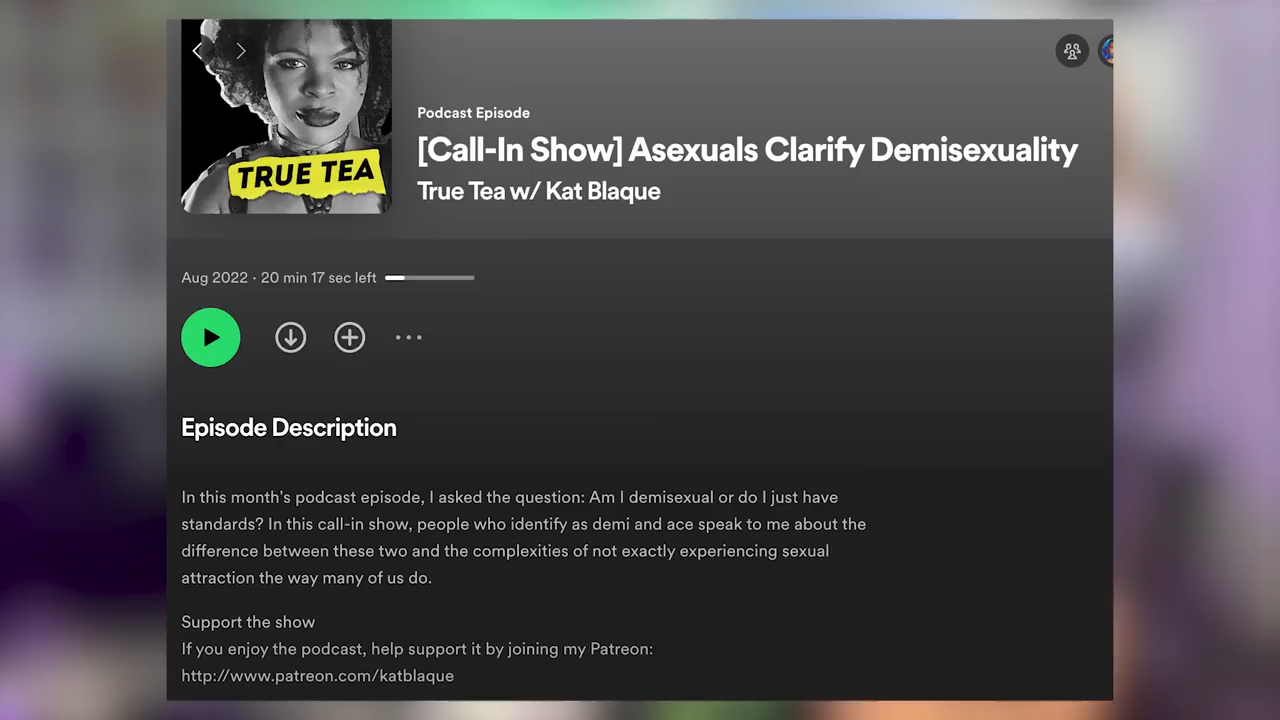 TRUE TEA
Podcast Episode
[Call-In Show] Asexuals Clarify Demisexuality
True Tea w/ Kat Blaque
Aug 2022 · 20 min 17 sec left
Episode Description
In this month's podcast episode, I asked the question: Am I demisexual or do I just have
standards? In this call-in show, people who identify as demi and ace speak to me about the
difference between these two and the complexities of not exactly experiencing sexual
attraction the way many of us do.
Support the show
If you enjoy the podcast, help support it by joining my Patreon:
http://www.patreon.com/katblaque